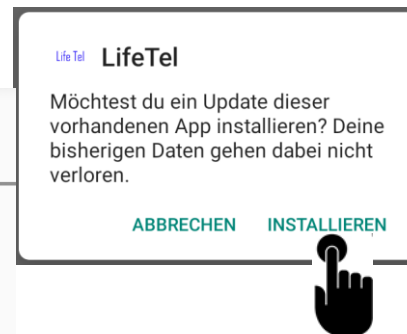 Life Tel LifeTel
Möchtest du ein Update dieser
vorhandenen App installieren? Deine
bisherigen Daten gehen dabei nicht
verloren.
ABBRECHEN INSTALLIEREN